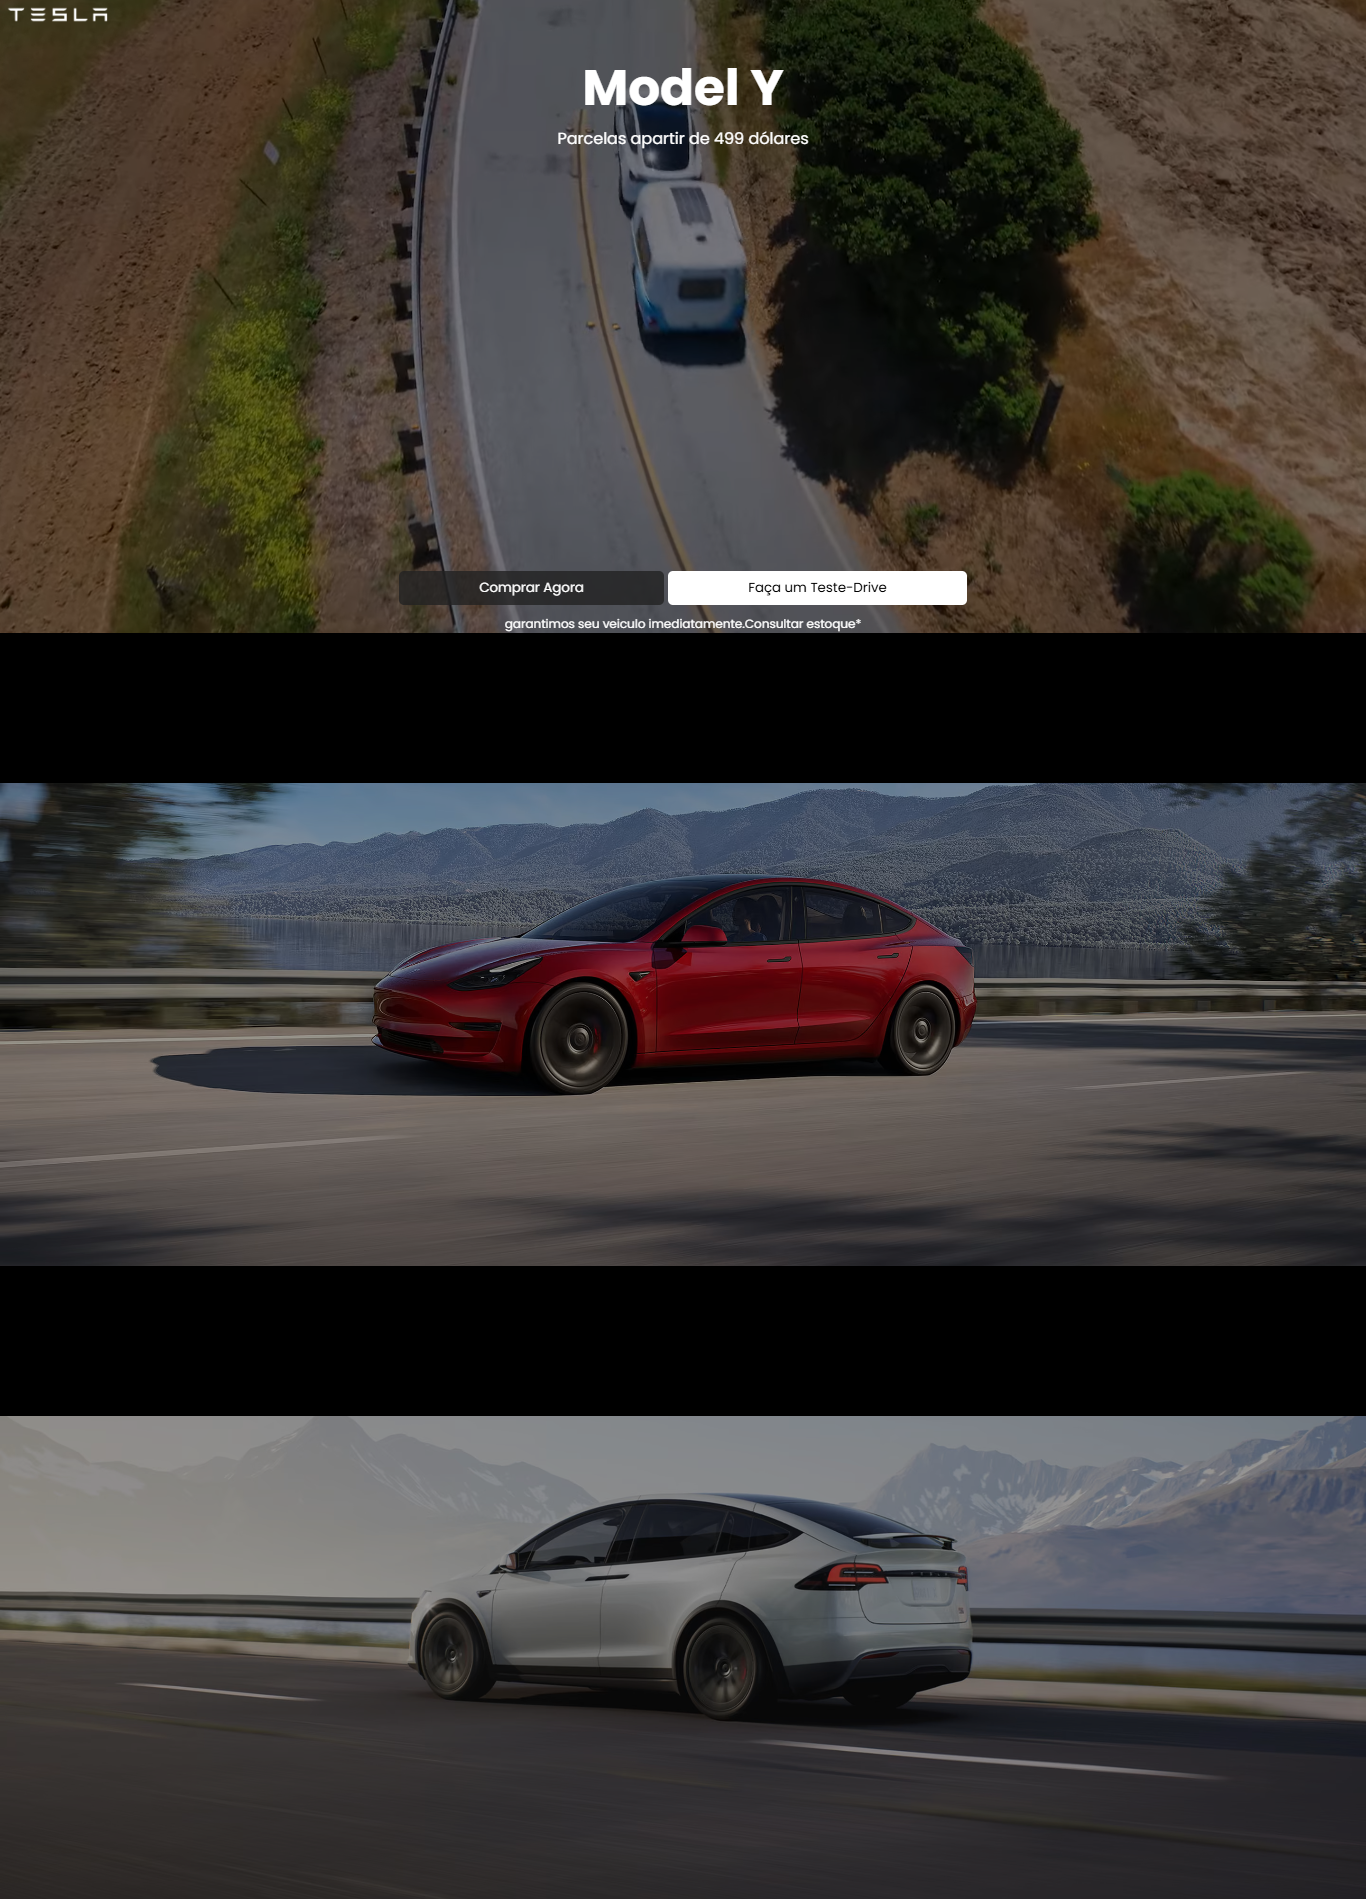 TESLA
Model Y
Parcelas apartir de 499 dólares
Comprar Agora
Faça um Teste-Drive
garantimos seu veiculo imediatamente.Consultar estoque*